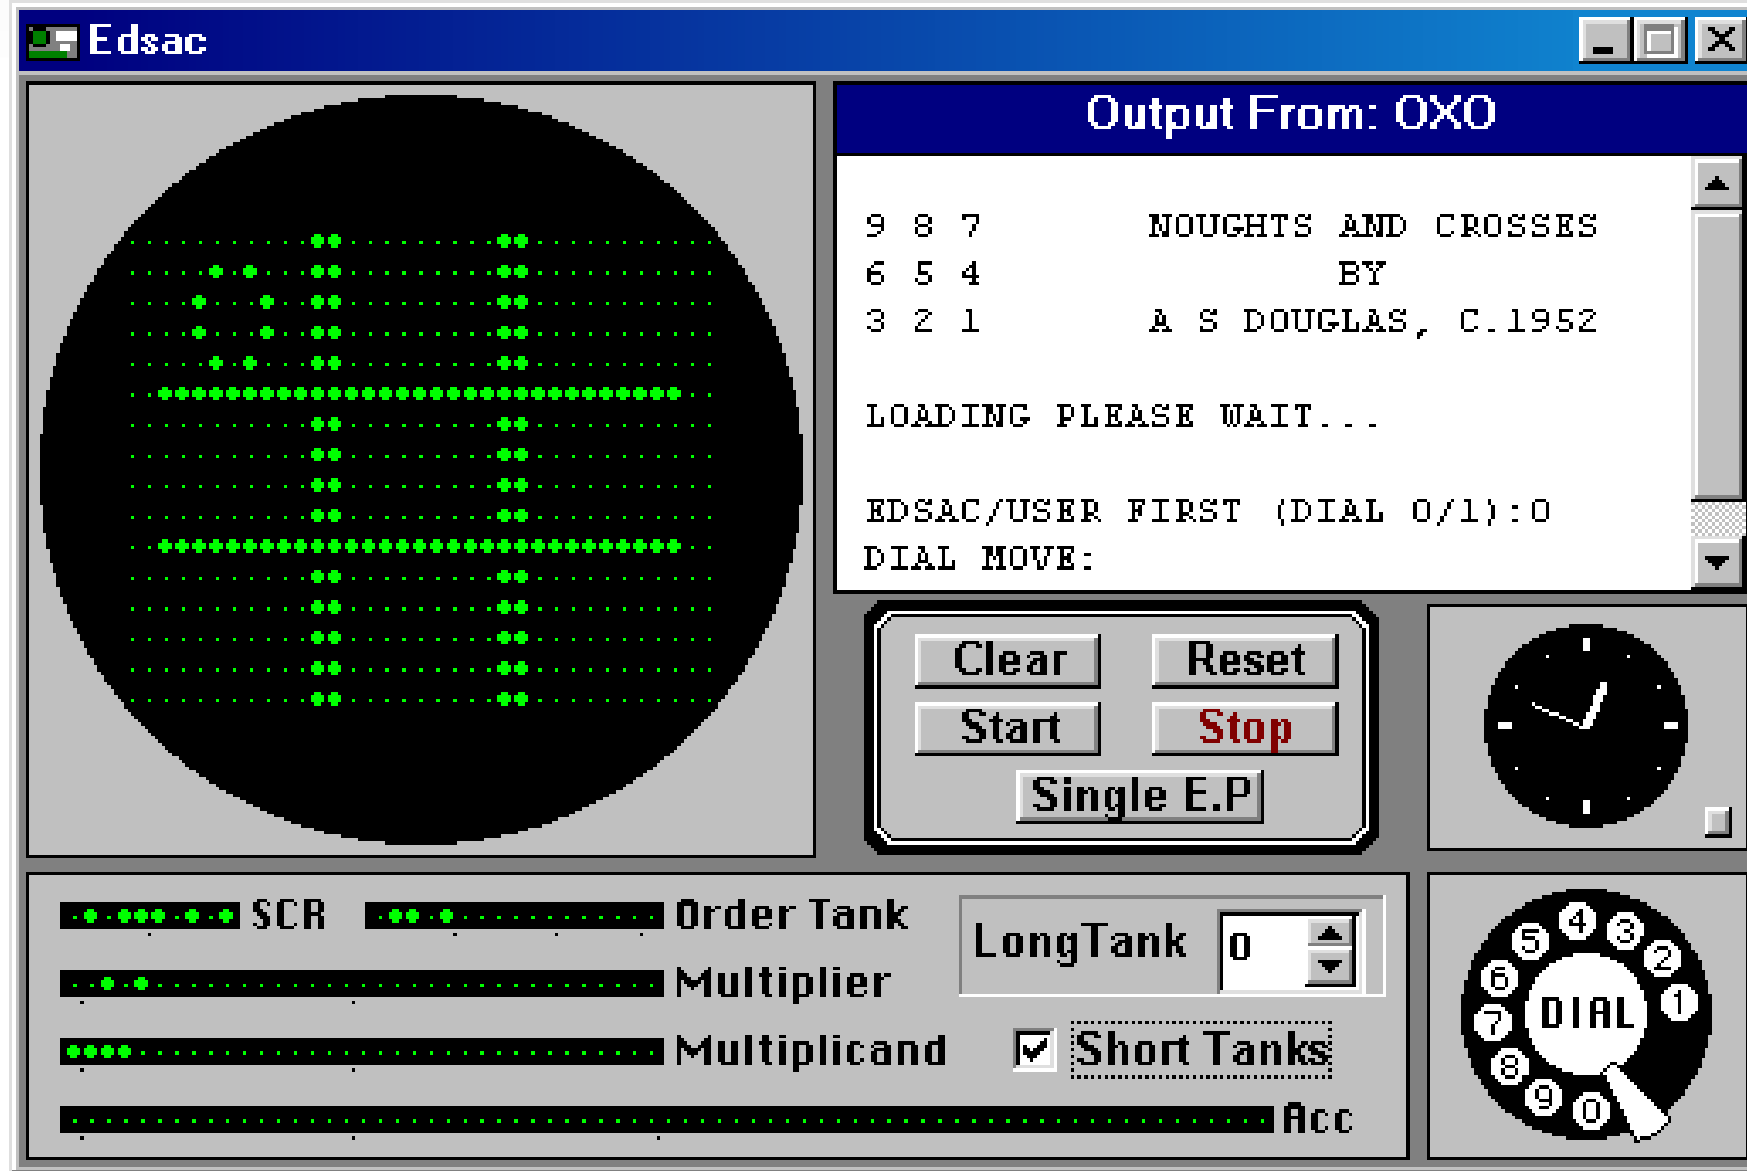 Edsac
Output From: OXO
9 8 7 NOUGHTS AND CROSSES
6 5 4 BY
3 2 1 A S DOUGLAS, C.1952
LOADING PLEASE WAIT...
EDSAC/USER FIRST (DIAL 0/1):0
DIAL MOVE:
Clear Reset
Start Stop
Single E.P
SCR Order Tank
Multiplier
Multiplicand
Acc
LongTank 0
Short Tanks
4 3 2 1
5 6 7 8 9 0
DIAL